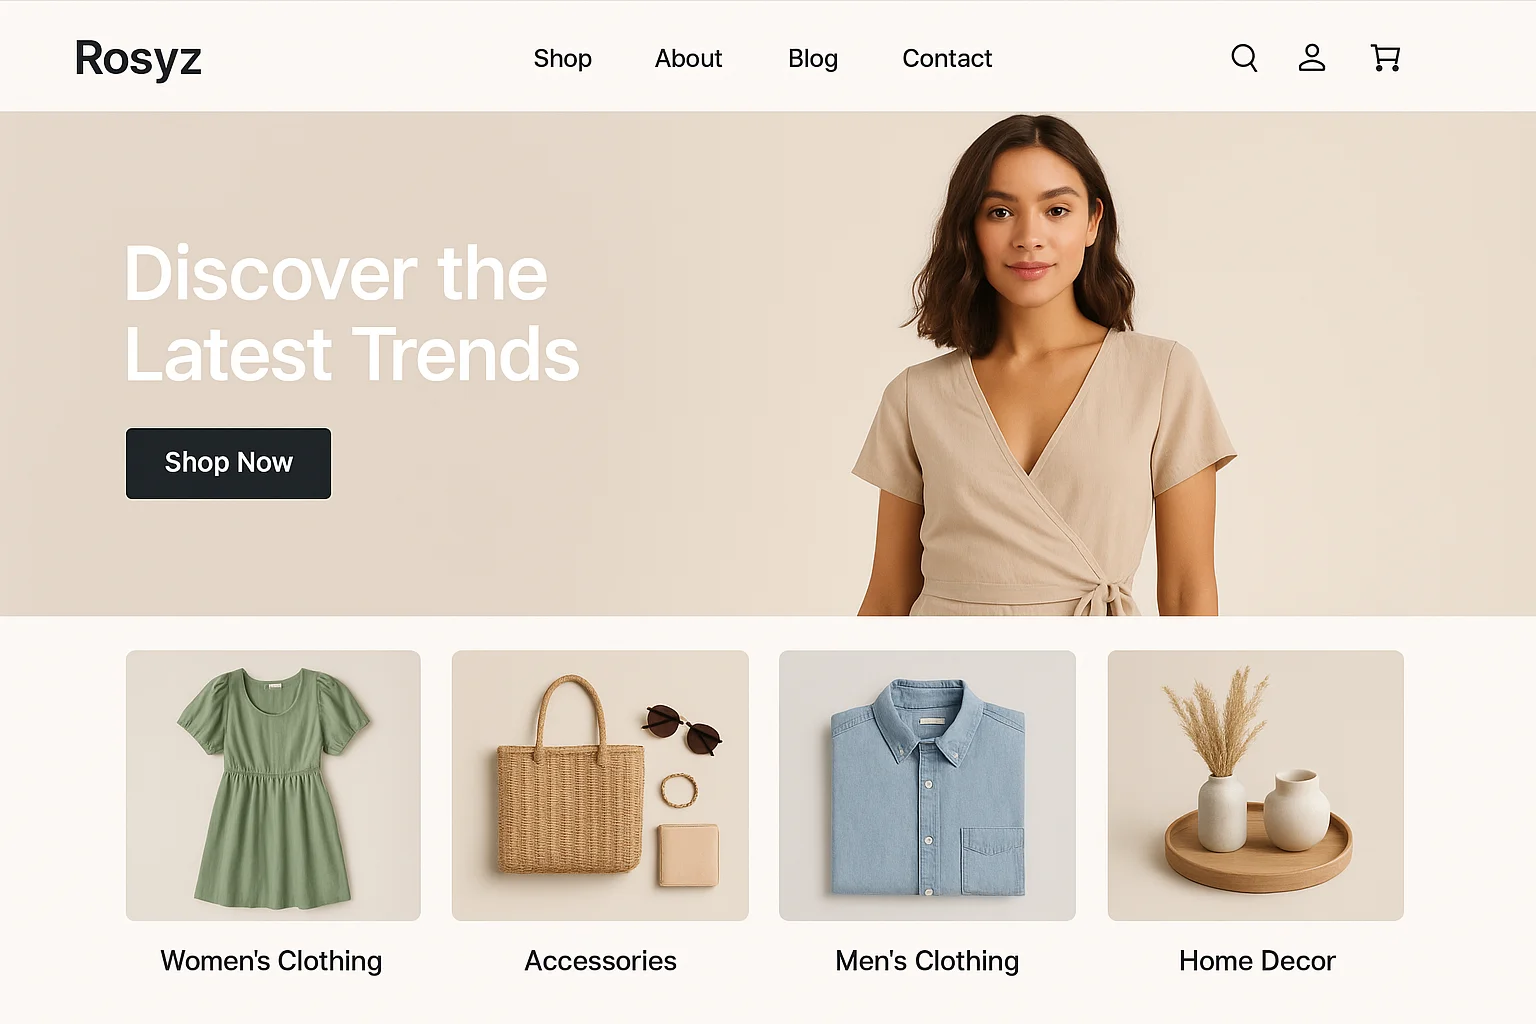 Rosyz
Shop
About
Blog
Contact
Discover the
Latest Trends
Shop Now
Women's Clothing
Accessories
Men's Clothing
Home Decor